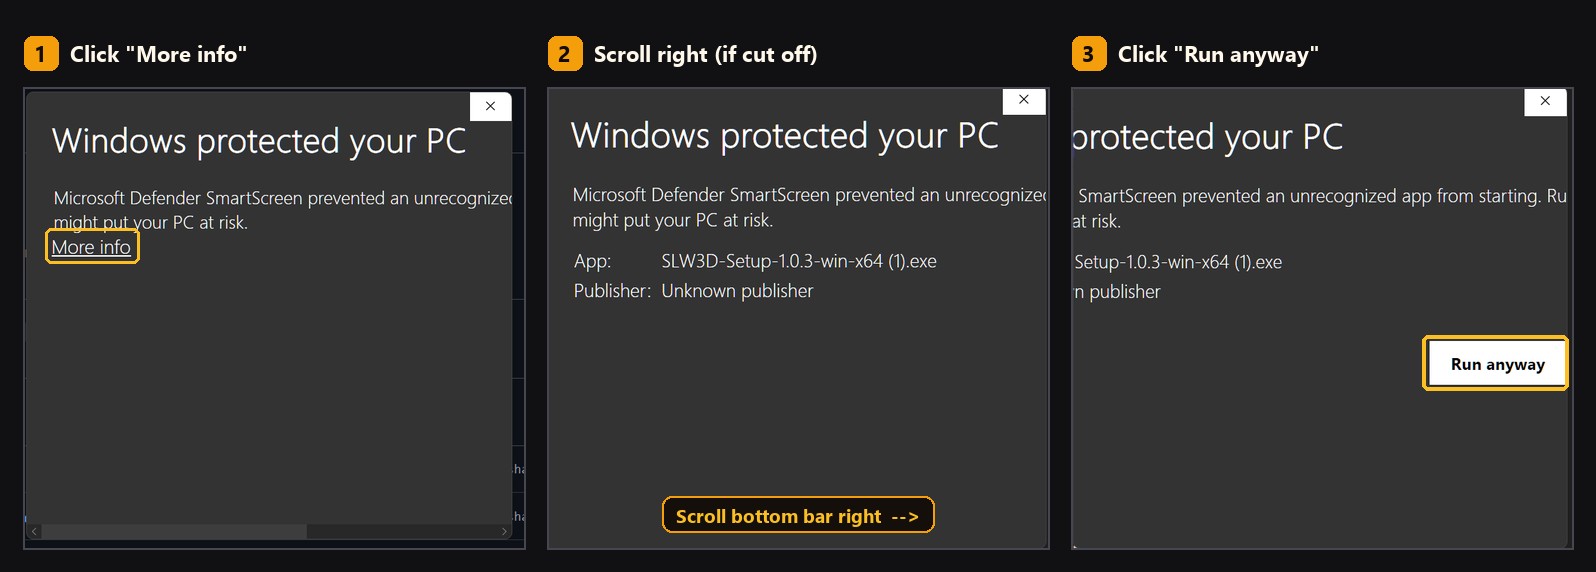 1 Click "More info"
2 Scroll right (if cut off)
3 Click "Run anyway"
×
Windows protected your PC
Microsoft Defender SmartScreen prevented an unrecognized
might put your PC at risk.
More info
×
Windows protected your PC
Microsoft Defender SmartScreen prevented an unrecognized
might put your PC at risk.
App: SLW3D-Setup-1.0.3-win-x64 (1).exe
Publisher: Unknown publisher
Scroll bottom bar right -->
×
protected your PC
SmartScreen prevented an unrecognized app from starting. Ru
at risk.
Setup-1.0.3-win-x64 (1).exe
n publisher
Run anyway